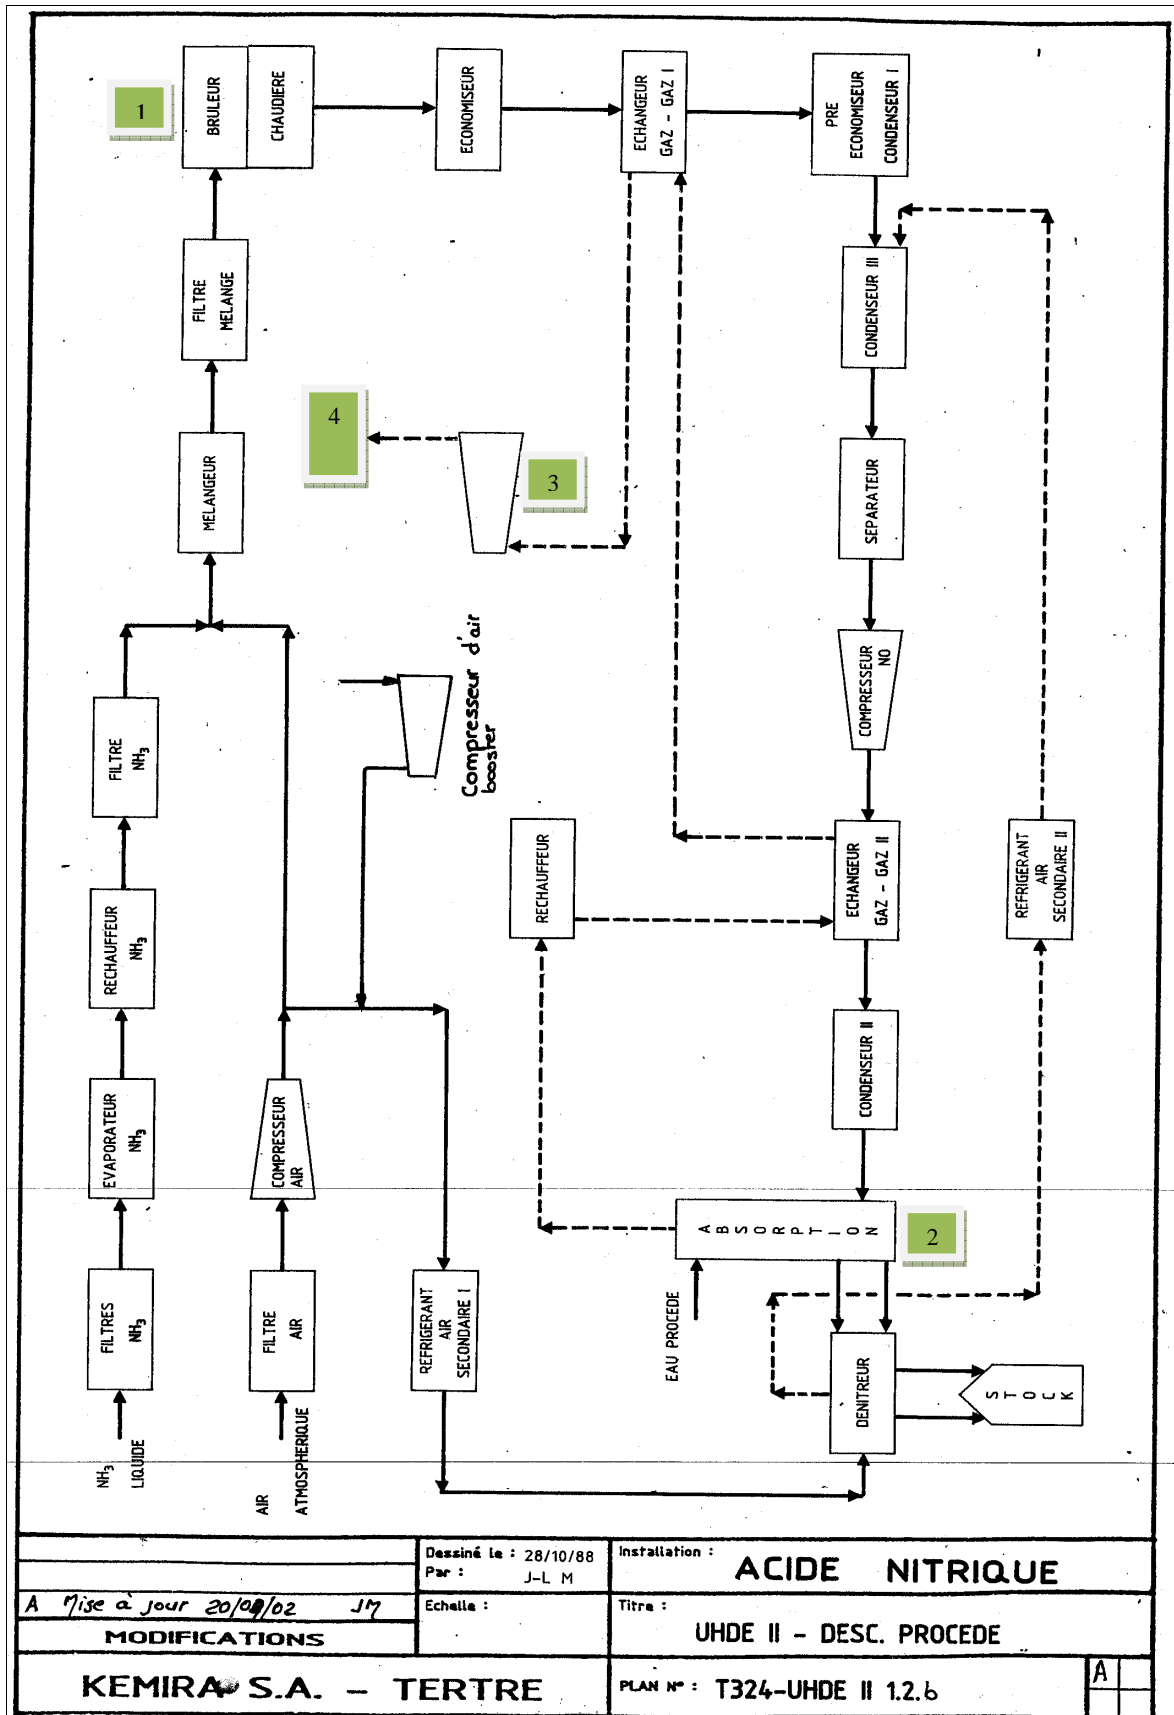 1
BRULEUR
CHAUDIERE
ECONOMISEUR
ECHANGEUR
GAZ - GAZ I
PRE
ECONOMISEUR
CONDENSEUR I
FILTRE
MELANGE
CONDENSEUR III
4
3
MELANGEUR
SEPARATEUR
Compresseur d'air
booster
COMPRESSEUR
NO
FILTRE
NH3
RECHAUFFEUR
NH3
RECHAUFFEUR
ECHANGEUR
GAZ - GAZ II
REFRIGERANT
AIR
SECONDAIRE II
EVAPORATEUR
NH3
COMPRESSEUR
AIR
CONDENSEUR II
ABSORPTION
2
FILTRES
NH3
FILTRE
AIR
REFRIGERANT
AIR
SECONDAIRE I
EAU PROCEDE
DENITREUR
STOCK
NH3
LIQUIDE
AIR
ATMOSPHERIQUE
Dessiné le : 28/10/88
Par : J-L M
Installation :
ACIDE NITRIQUE
A Mise à jour 20/09/02 JM
Echelle :
Titre :
MODIFICATIONS
UHDE II - DESC. PROCEDE
KEMIRA S.A. - TERTRE
PLAN N° : T324-UHDE II 1.2.b
A